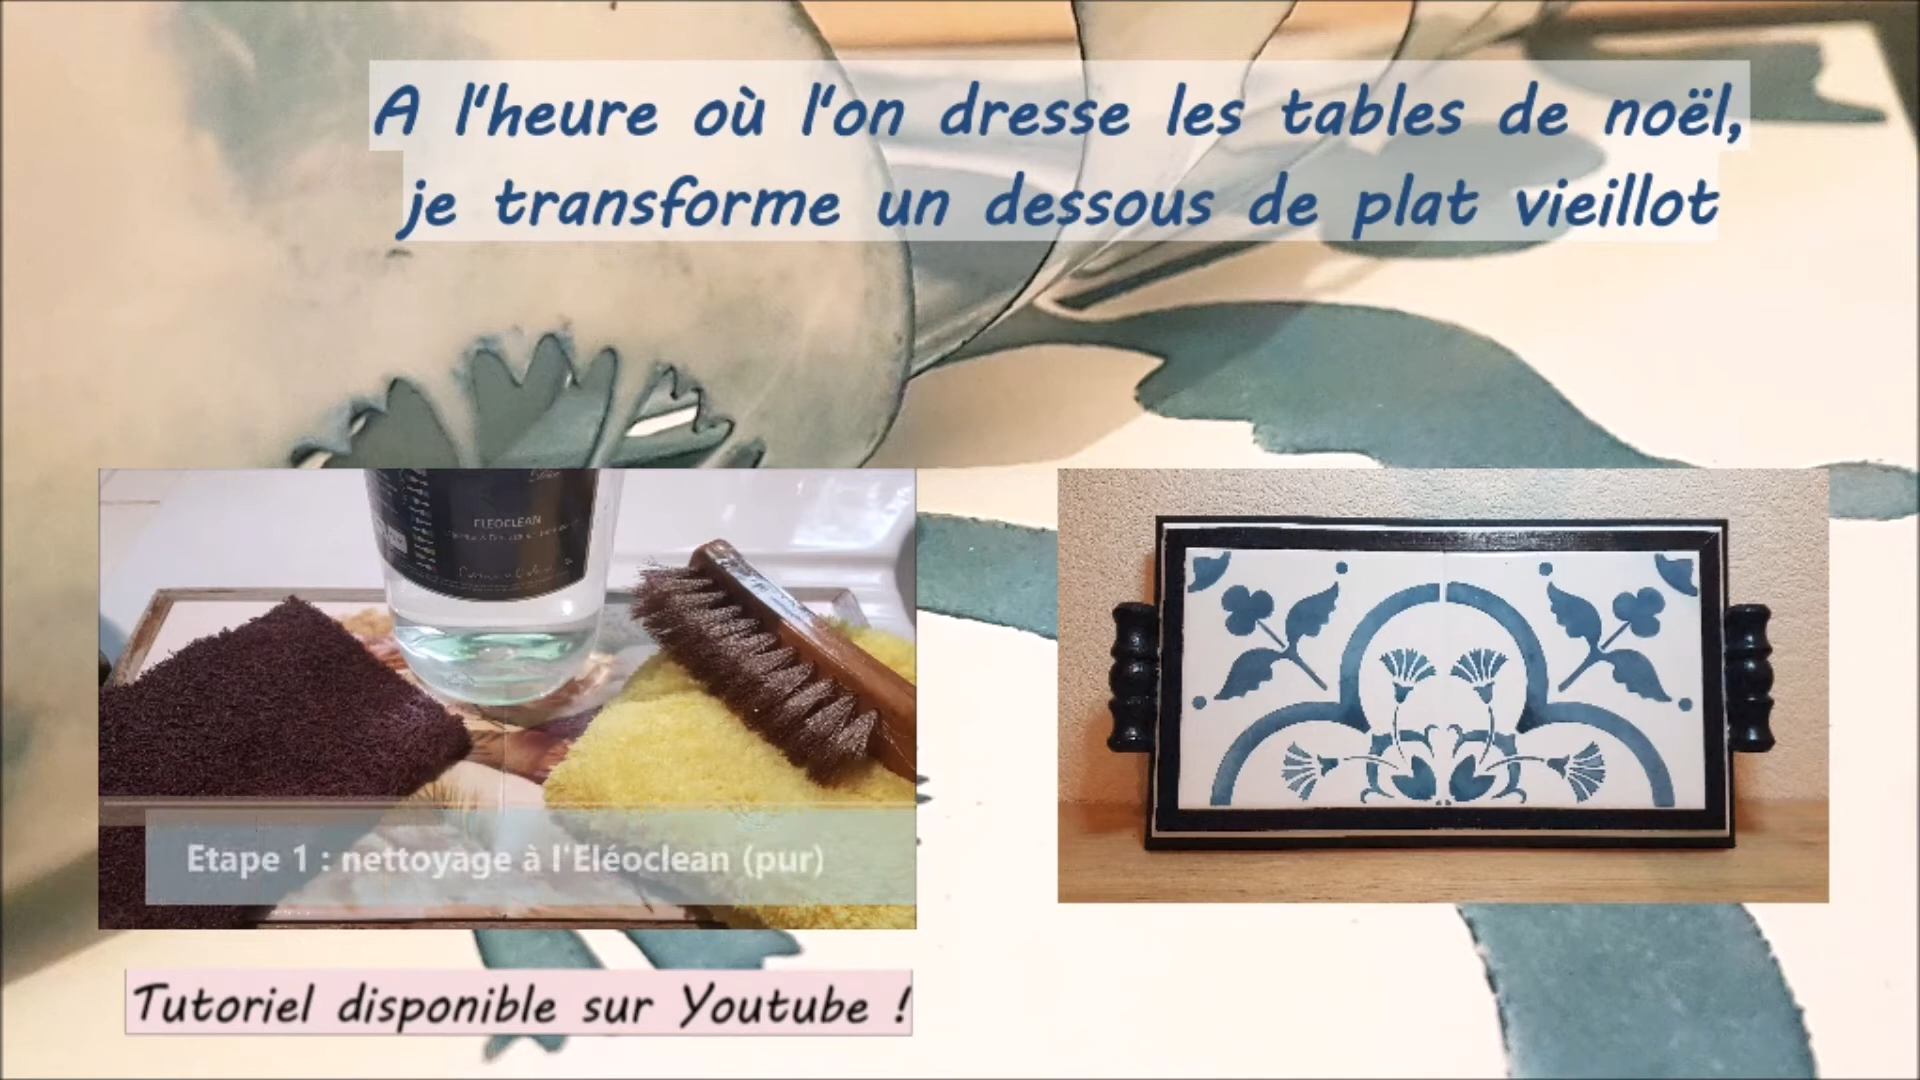 A l'heure où l'on dresse les tables de noël,
je transforme un dessous de plat vieillot
ELEOCLEAN
Etape 1 : nettoyage à l'Eléoclean (pur)
Tutoriel disponible sur Youtube !